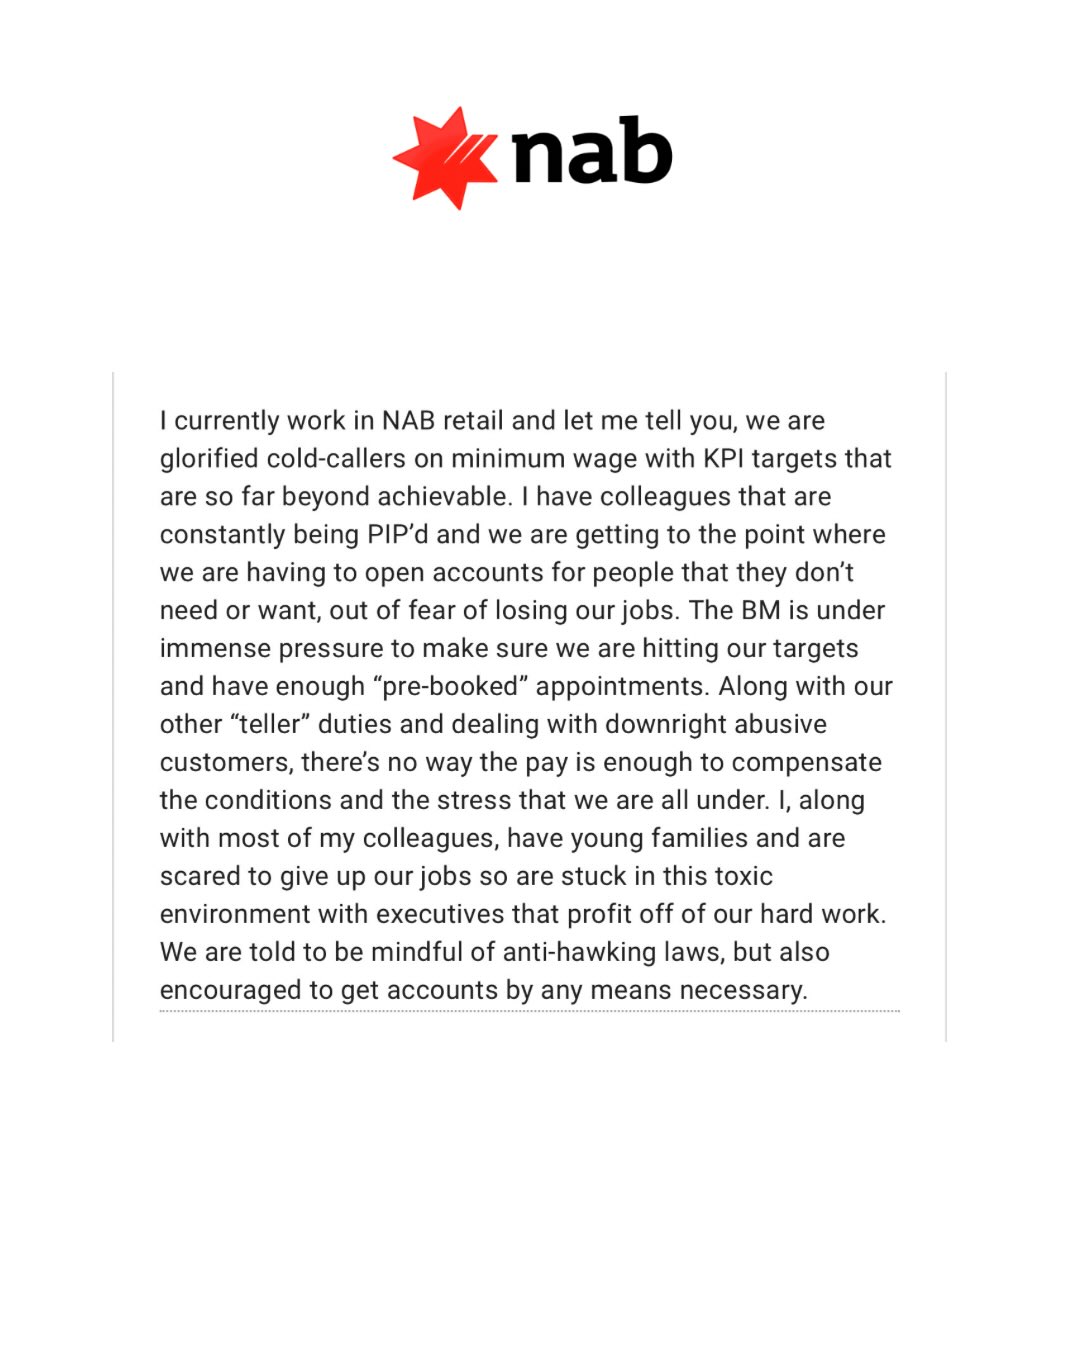 nab
I currently work in NAB retail and let me tell you, we are
glorified cold-callers on minimum wage with KPI targets that
are so far beyond achievable. I have colleagues that are
constantly being PIP’d and we are getting to the point where
we are having to open accounts for people that they don’t
need or want, out of fear of losing our jobs. The BM is under
immense pressure to make sure we are hitting our targets
and have enough “pre-booked” appointments. Along with our
other “teller” duties and dealing with downright abusive
customers, there’s no way the pay is enough to compensate
the conditions and the stress that we are all under. I, along
with most of my colleagues, have young families and are
scared to give up our jobs so are stuck in this toxic
environment with executives that profit off of our hard work.
We are told to be mindful of anti-hawking laws, but also
encouraged to get accounts by any means necessary.